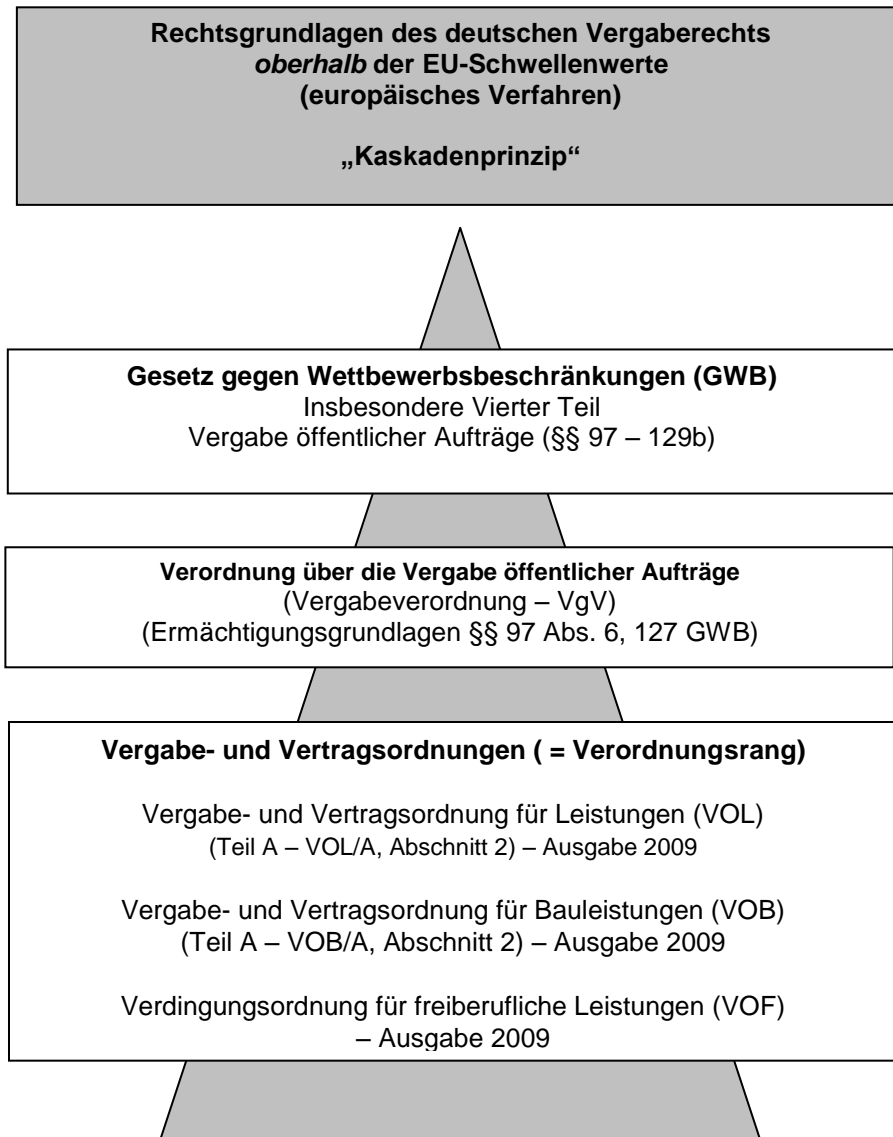 Rechtsgrundlagen des deutschen Vergaberechts
oberhalb der EU-Schwellenwerte
(europäisches Verfahren)
„Kaskadenprinzip“
Gesetz gegen Wettbewerbsbeschränkungen (GWB)
Insbesondere Vierter Teil
Vergabe öffentlicher Aufträge (§§ 97 – 129b)
Verordnung über die Vergabe öffentlicher Aufträge
(Vergabeverordnung – VgV)
(Ermächtigungsgrundlagen §§ 97 Abs. 6, 127 GWB)
Vergabe- und Vertragsordnungen ( = Verordnungsrang)
Vergabe- und Vertragsordnung für Leistungen (VOL)
(Teil A – VOL/A, Abschnitt 2) – Ausgabe 2009
Vergabe- und Vertragsordnung für Bauleistungen (VOB)
(Teil A – VOB/A, Abschnitt 2) – Ausgabe 2009
Verdingungsordnung für freiberufliche Leistungen (VOF)
– Ausgabe 2009